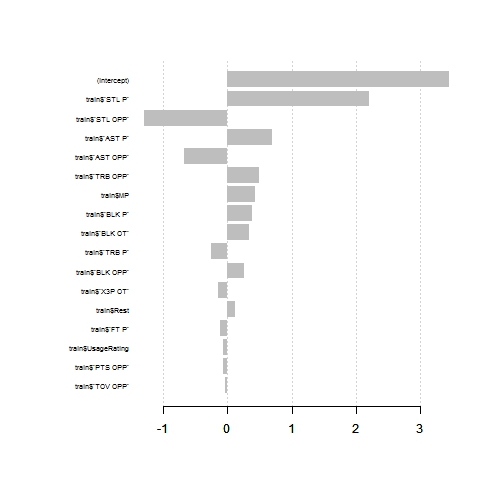 (Intercept)
train$`STL P`
train$`STL OPP`
train$`AST P`
train$`AST OPP`
train$`TRB OPP`
train$MP
train$`BLK P`
train$`BLK OT`
train$`TRB P`
train$`BLK OPP`
train$`X3P OT`
train$Rest
train$`FT P`
train$UsageRating
train$`PTS OPP`
train$`TOV OPP`
-1 0 1 2 3